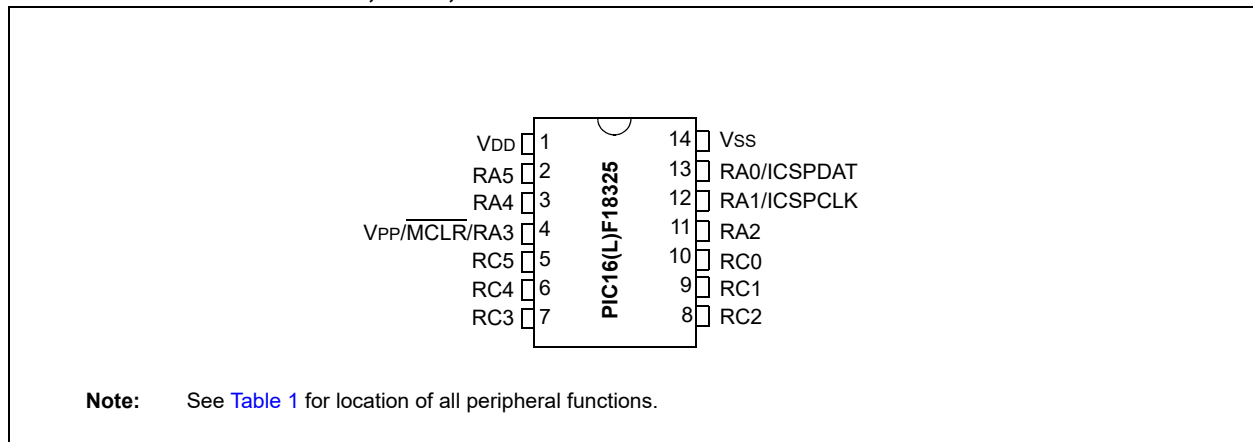 VDD 1 14 VSS
RA5 2 13 RA0/ICSPDAT
RA4 3 12 RA1/ICSPCLK
VPP/MCLR/RA3 4 11 RA2
RC5 5 10 RC0
RC4 6 9 RC1
RC3 7 8 RC2
PIC16(L)F18325
Note: See Table 1 for location of all peripheral functions.